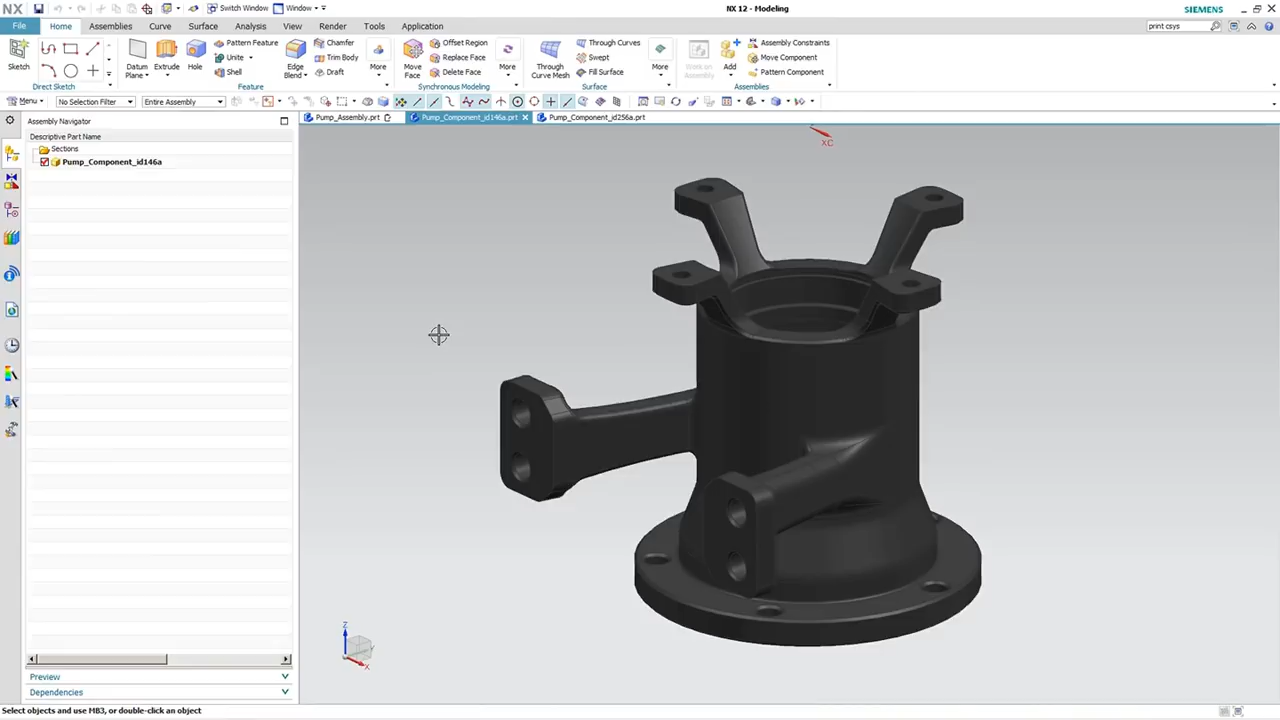 NX
Switch Window
Window
NX 12 - Modeling
SIEMENS
File
Home
Assemblies
Curve
Surface
Analysis
View
Render
Tools
Application
print csys
Sketch
Direct Sketch
Datum
Plane
Extrude
Hole
Pattern Feature
Unite
Shell
Edge
Blend
Chamfer
Trim Body
Draft
More
Feature
Move
Face
Offset Region
Replace Face
Delete Face
More
Synchronous Modeling
Through
Curve Mesh
Through Curves
Swept
Fill Surface
More
Surface
Work on
Assembly
Add
Assembly Constraints
Move Component
Pattern Component
Assemblies
Menu
No Selection Filter
Entire Assembly
Assembly Navigator
Pump_Assembly.prt
Pump_Component_id146a.prt
Pump_Component_id256a.prt
Descriptive Part Name
Sections
Pump_Component_id146a
XC
Z
X
Preview
Dependencies
Select objects and use MB3, or double-click an object